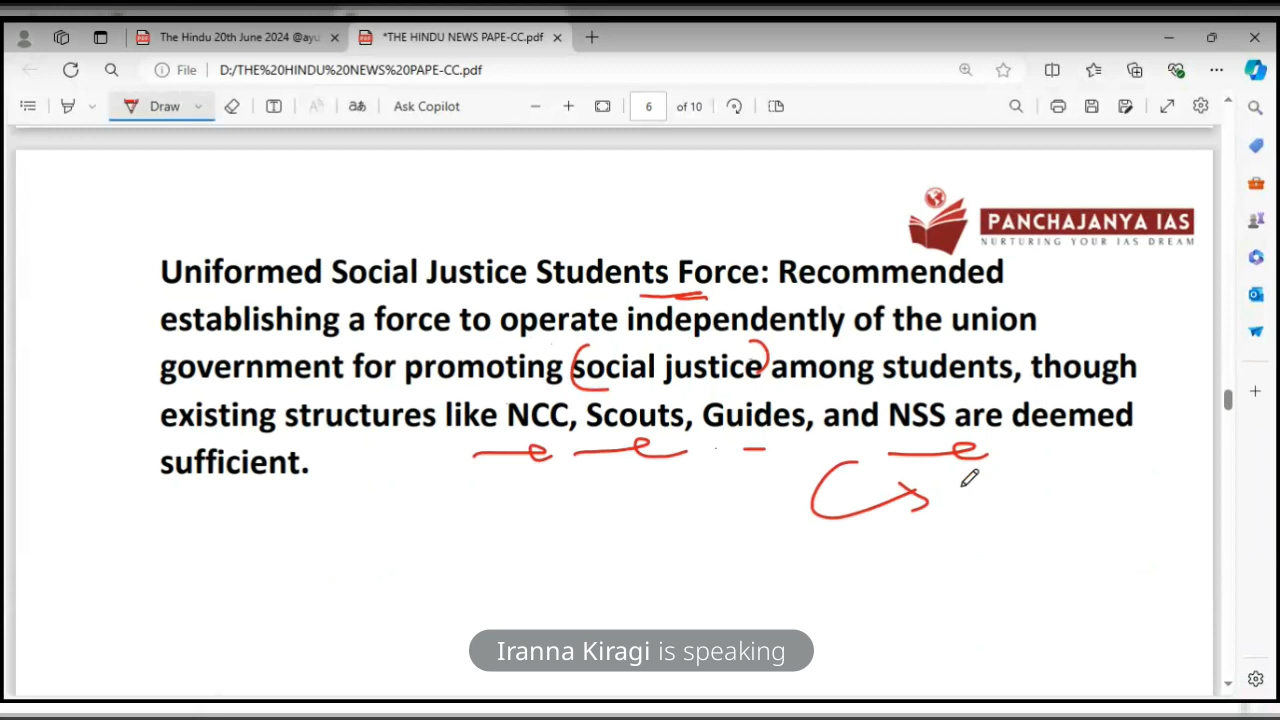 The Hindu 20th June 2024 @ayu
*THE HINDU NEWS PAPE-CC.pdf
File D:/THE%20HINDU%20NEWS%20PAPE-CC.pdf
Draw
aあ
Ask Copilot
6 of 10
PANCHAJANYA IAS
NURTURING YOUR IAS DREAM
Uniformed Social Justice Students Force: Recommended
establishing a force to operate independently of the union
government for promoting social justice among students, though
existing structures like NCC, Scouts, Guides, and NSS are deemed
sufficient.
Iranna Kiragi is speaking